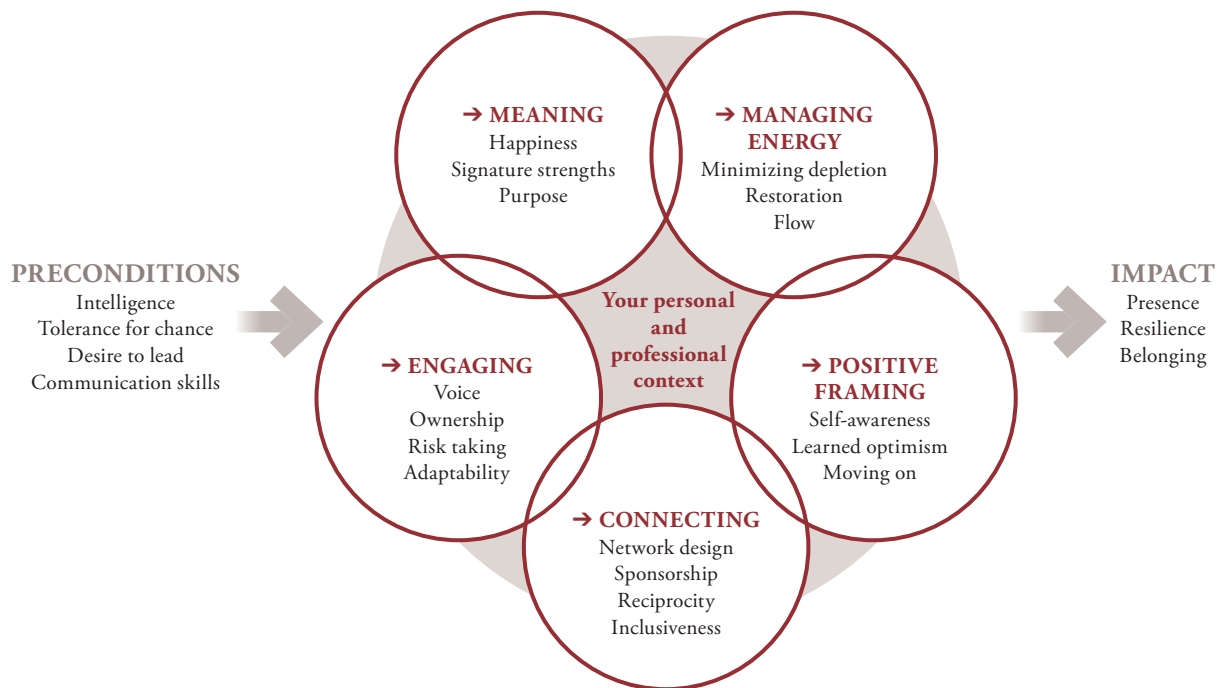 PRECONDITIONS
Intelligence
Tolerance for chance
Desire to lead
Communication skills
➔ MEANING
Happiness
Signature strengths
Purpose
➔ MANAGING
ENERGY
Minimizing depletion
Restoration
Flow
Your personal
and
professional
context
➔ ENGAGING
Voice
Ownership
Risk taking
Adaptability
➔ POSITIVE
FRAMING
Self-awareness
Learned optimism
Moving on
➔ CONNECTING
Network design
Sponsorship
Reciprocity
Inclusiveness
IMPACT
Presence
Resilience
Belonging